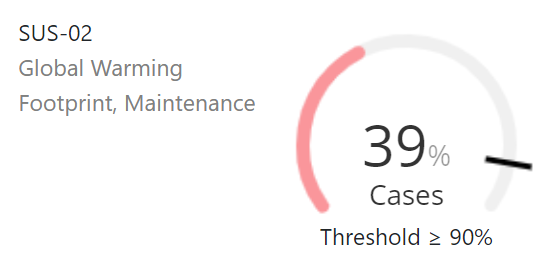 SUS-02
Global Warming
Footprint, Maintenance
39%
Cases
Threshold ≥ 90%